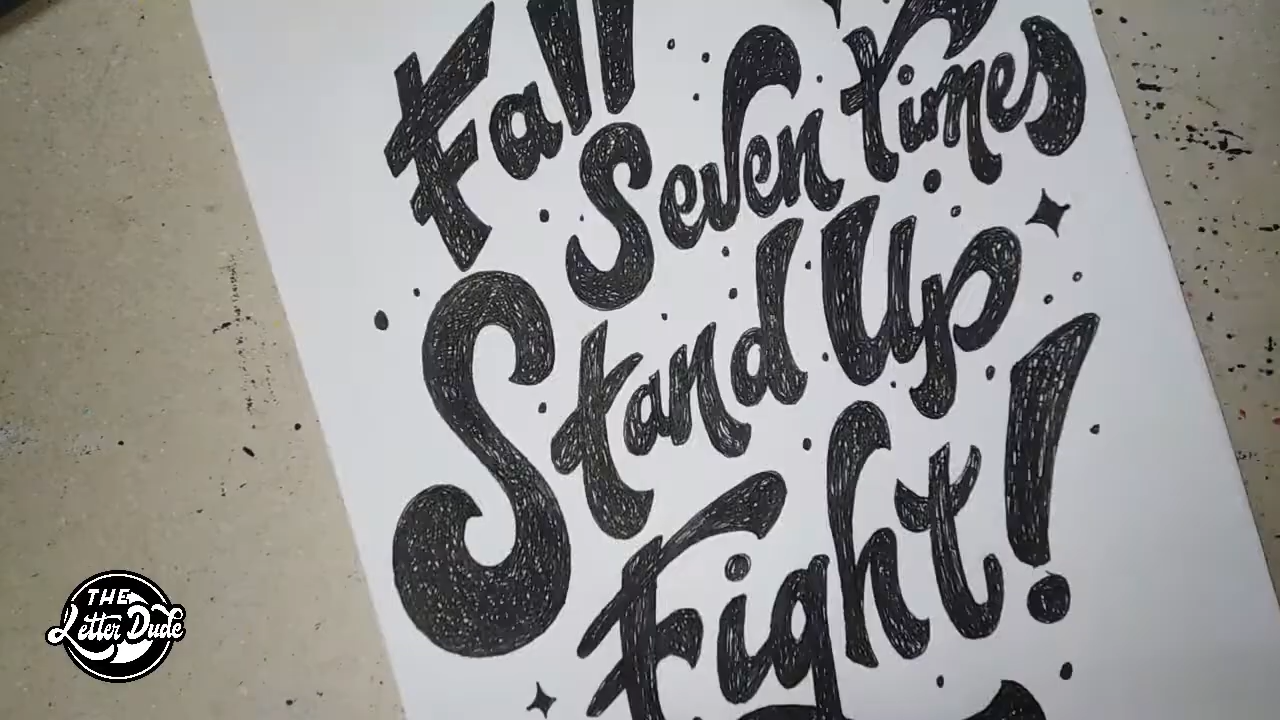 Fall
Seven Times
Stand Up
Fight!
THE
Letter Dude